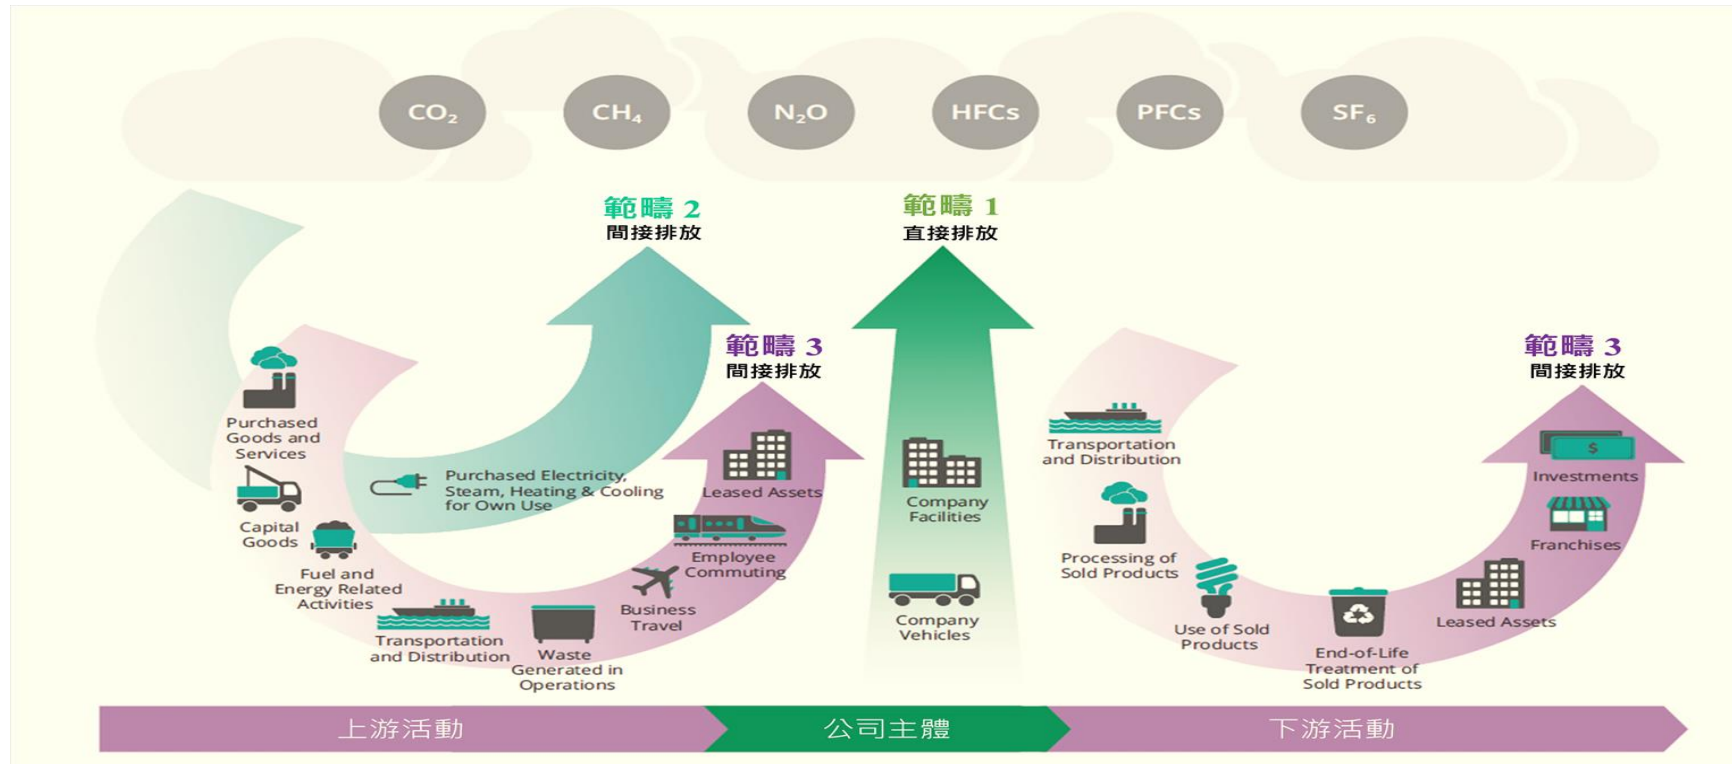 CO₂
CH₄
N₂O
HFCs
PFCs
SF₆
範疇 2
間接排放
範疇 1
直接排放
範疇 3
間接排放
範疇 3
間接排放
Purchased
Goods and
Services
Capital
Goods
Fuel and
Energy Related
Activities
Transportation
and Distribution
Waste
Generated in
Operations
Business
Travel
Employee
Commuting
Leased Assets
Purchased Electricity,
Steam, Heating & Cooling
for Own Use
Company
Facilities
Company
Vehicles
Transportation
and Distribution
Processing of
Sold Products
Use of Sold
Products
End-of-Life
Treatment of
Sold Products
Leased Assets
Franchises
$
Investments
上游活動
公司主體
下游活動